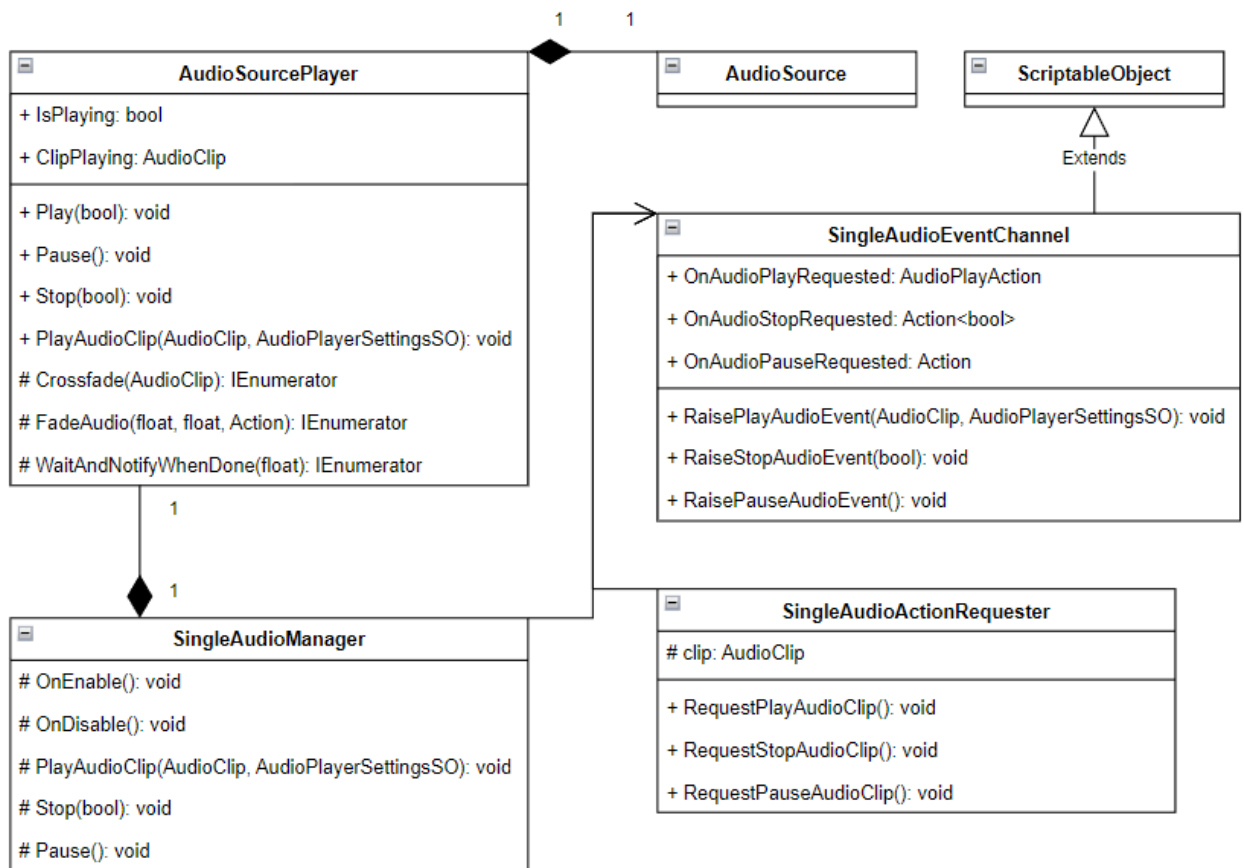 1 1
AudioSourcePlayer
+ IsPlaying: bool
+ ClipPlaying: AudioClip
+ Play(bool): void
+ Pause(): void
+ Stop(bool): void
+ PlayAudioClip(AudioClip, AudioPlayerSettingsSO): void
# Crossfade(AudioClip): IEnumerator
# FadeAudio(float, float, Action): IEnumerator
# WaitAndNotifyWhenDone(float): IEnumerator
AudioSource
ScriptableObject
Extends
SingleAudioEventChannel
+ OnAudioPlayRequested: AudioPlayAction
+ OnAudioStopRequested: Action<bool>
+ OnAudioPauseRequested: Action
+ RaisePlayAudioEvent(AudioClip, AudioPlayerSettingsSO): void
+ RaiseStopAudioEvent(bool): void
+ RaisePauseAudioEvent(): void
1
1
SingleAudioManager
# OnEnable(): void
# OnDisable(): void
# PlayAudioClip(AudioClip, AudioPlayerSettingsSO): void
# Stop(bool): void
# Pause(): void
SingleAudioActionRequester
# clip: AudioClip
+ RequestPlayAudioClip(): void
+ RequestStopAudioClip(): void
+ RequestPauseAudioClip(): void